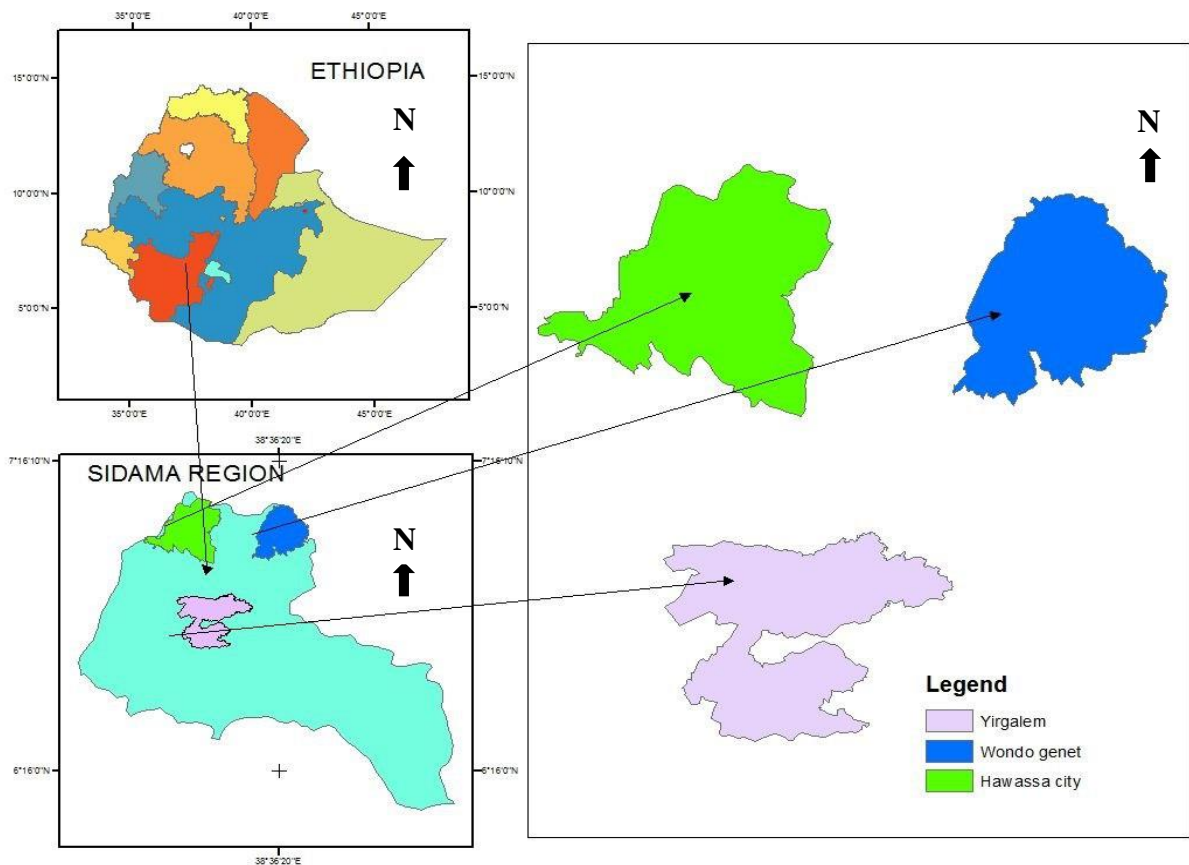 35°0'0"E 40°0'0"E 45°0'0"E
15°0'0"N 15°0'0"N
ETHIOPIA
N
10°0'0"N 10°0'0"N
5°0'0"N 5°0'0"N
35°0'0"E 40°0'0"E 45°0'0"E
38°36'20"E
7°16'10"N 7°16'10"N
SIDAMA REGION
N
6°16'0"N 6°16'0"N
38°36'20"E
N
Legend
Yirgalem
Wondo genet
Hawassa city